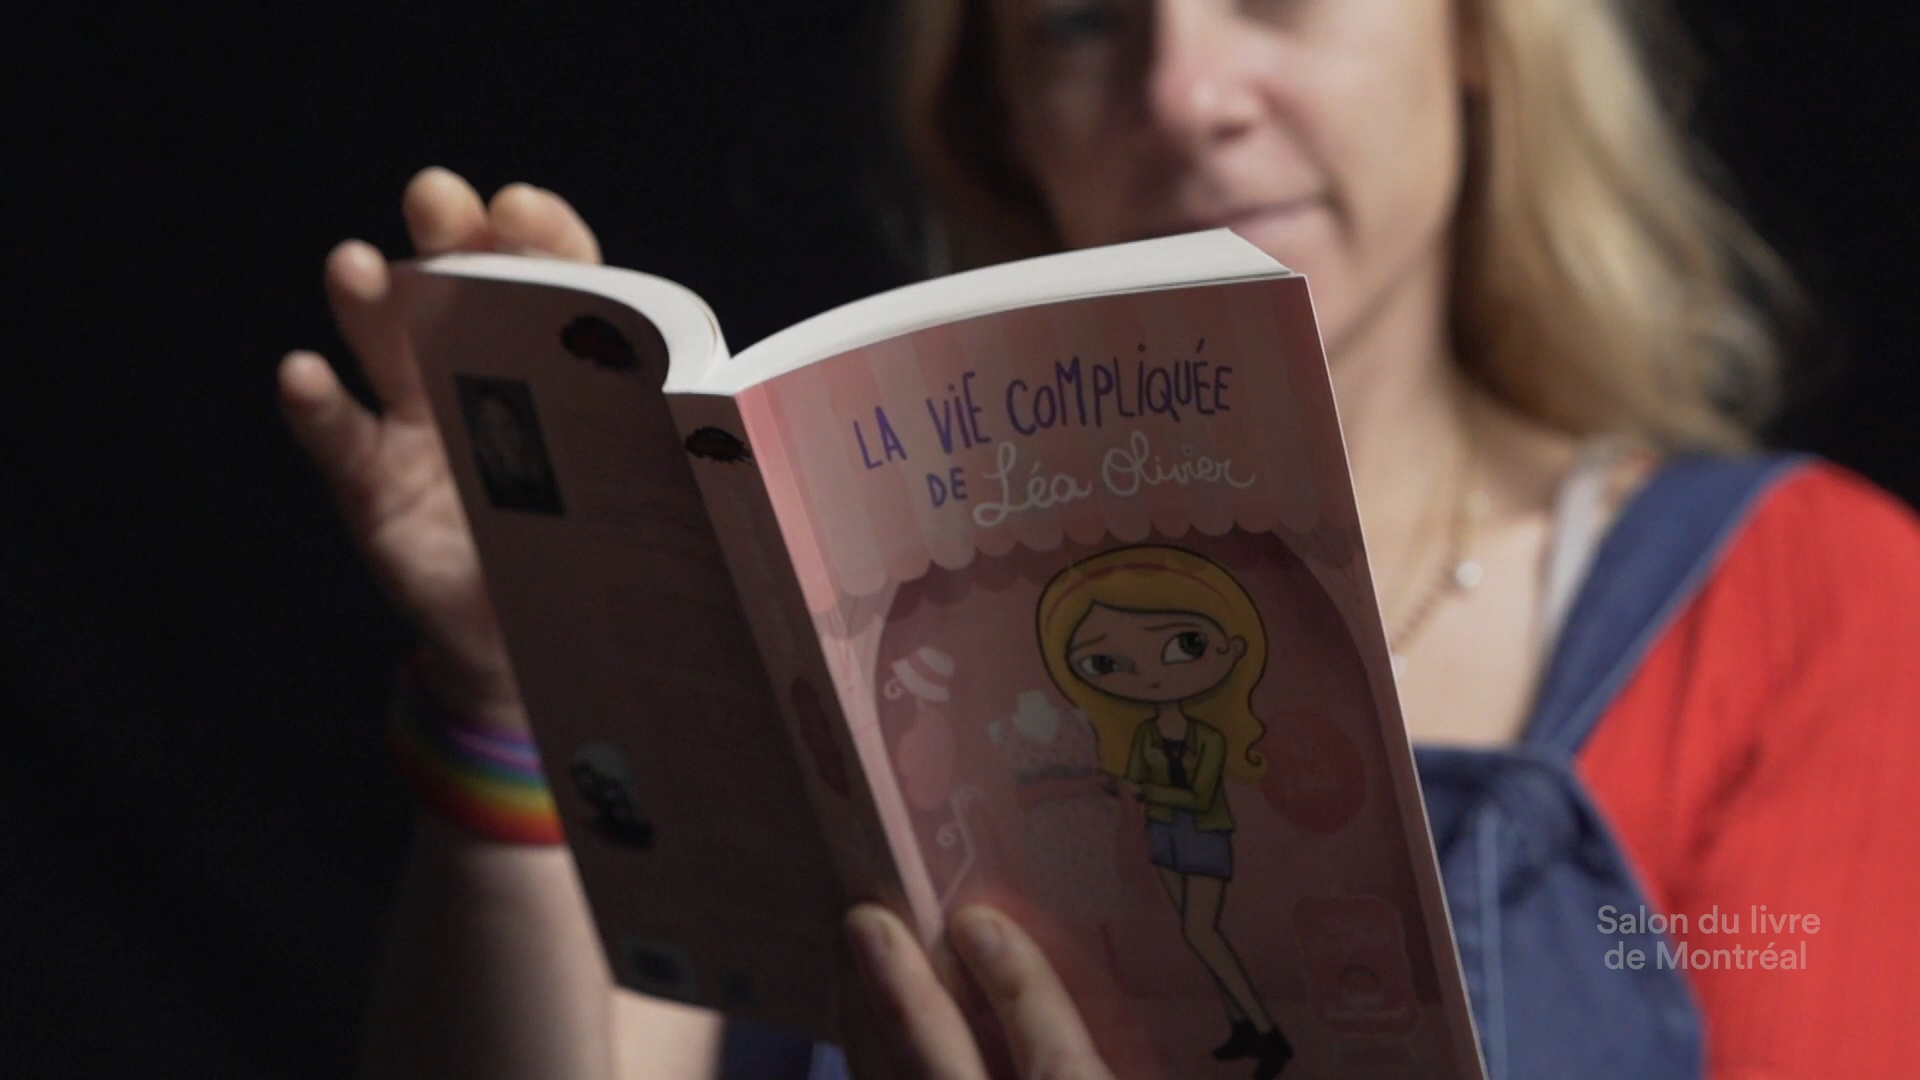 LA ViE COMPLiQUÉE
DE Léa Olivier
Salon du livre
de Montréal